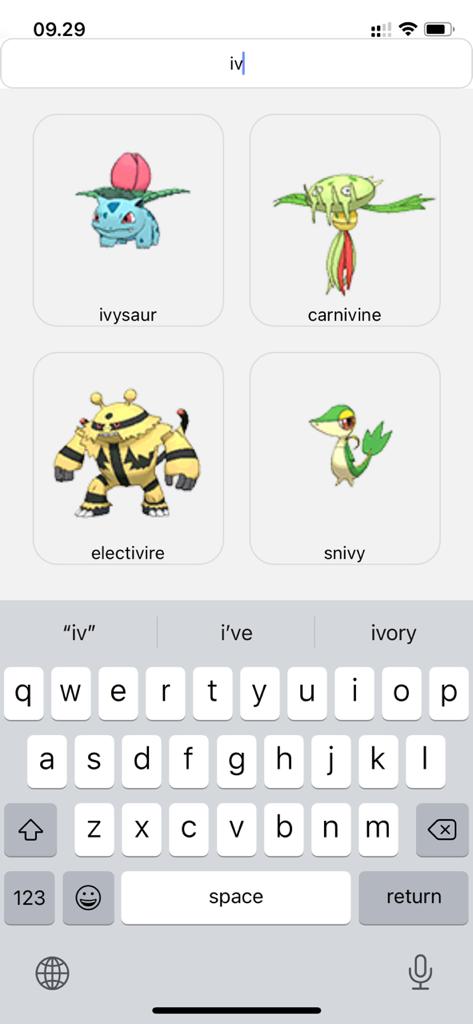 09.29
iv
ivysaur
carnivine
electivire
snivy
“iv” i’ve ivory
q w e r t y u i o p
a s d f g h j k l
z x c v b n m
123 space return